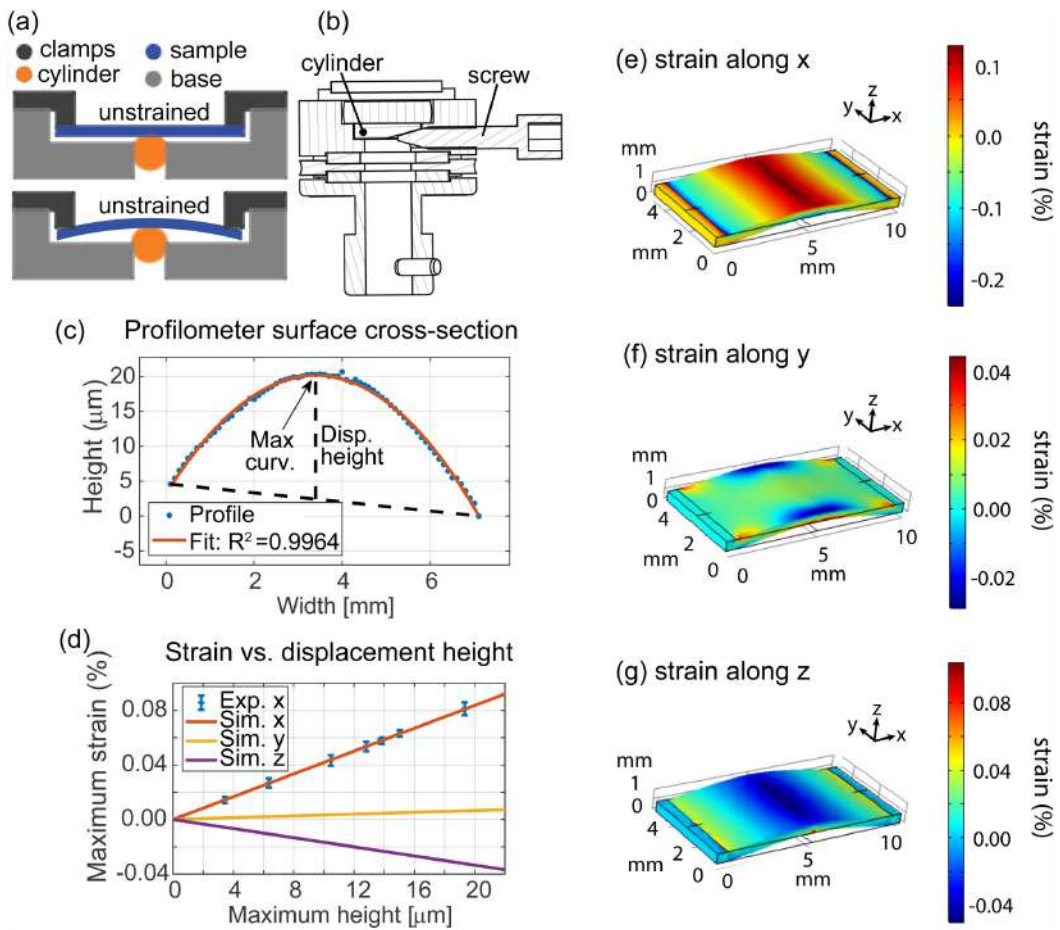 (a)
clamps
sample
cylinder
base
unstrained
unstrained
(b)
cylinder
screw
(c) Profilometer surface cross-section
Height (μm)
20
15
10
5
0
-5
Max
curv.
Disp.
height
Profile
Fit: R² =0.9964
0 2 4 6
Width [mm]
(d) Strain vs. displacement height
Maximum strain (%)
0.08
0.04
0.00
-0.04
Exp. x
Sim. x
Sim. y
Sim. z
0 4 8 12 16 20
Maximum height [μm]
(e) strain along x
z
y x
mm
1
0
4
2
mm
0
0
5
mm
10
0.1
0.0
-0.1
-0.2
strain (%)
(f) strain along y
z
y x
mm
1
0
4
2
mm
0
0
5
mm
10
0.04
0.02
0.00
-0.02
strain (%)
(g) strain along z
z
y x
mm
1
0
4
2
mm
0
0
5
mm
10
0.08
0.04
0.00
-0.04
strain (%)